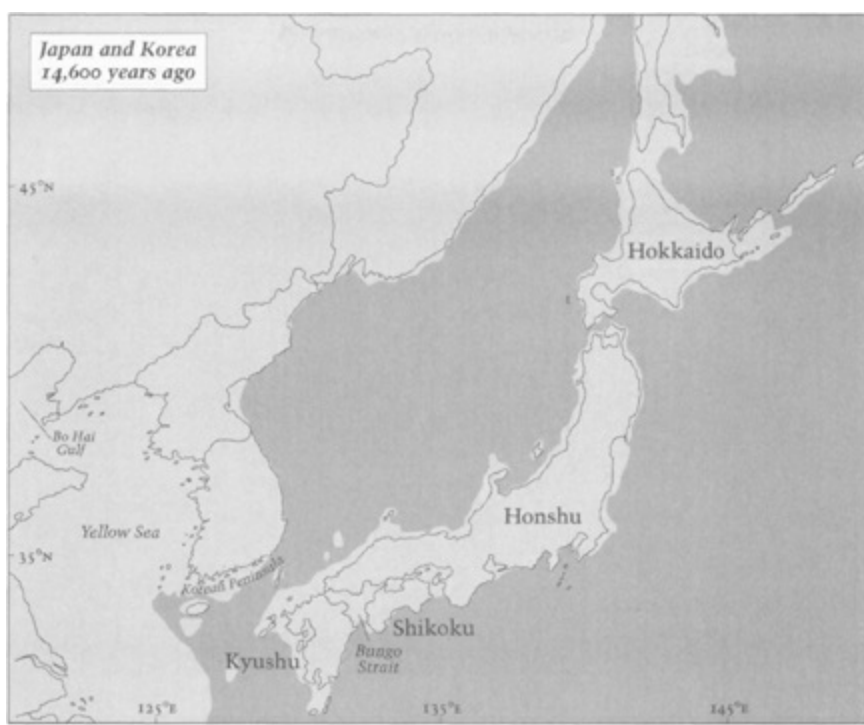 Japan and Korea
14,600 years ago
45°N
Hokkaido
Bo Hai
Gulf
Honshu
Yellow Sea
35°N
Korean Peninsula
Shikoku
Kyushu
Bungo
Strait
125°E
135°E
145°E